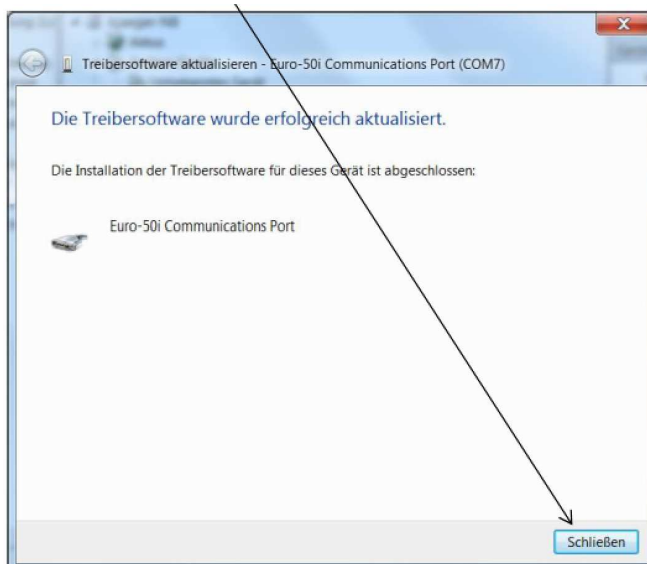 Treibersoftware aktualisieren - Euro-50i Communications Port (COM7)
Die Treibersoftware wurde erfolgreich aktualisiert.
Die Installation der Treibersoftware für dieses Gerät ist abgeschlossen:
Euro-50i Communications Port
Schließen